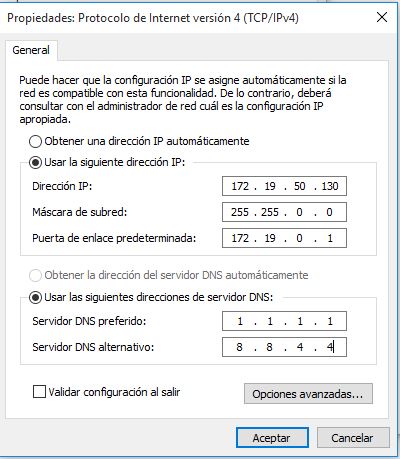 Propiedades: Protocolo de Internet versión 4 (TCP/IPv4)
General
Puede hacer que la configuración IP se asigne automáticamente si la
red es compatible con esta funcionalidad. De lo contrario, deberá
consultar con el administrador de red cuál es la configuración IP
apropiada.
Obtener una dirección IP automáticamente
Usar la siguiente dirección IP:
Dirección IP: 172 . 19 . 50 . 130
Máscara de subred: 255 . 255 . 0 . 0
Puerta de enlace predeterminada: 172 . 19 . 0 . 1
Obtener la dirección del servidor DNS automáticamente
Usar las siguientes direcciones de servidor DNS:
Servidor DNS preferido: 1 . 1 . 1 . 1
Servidor DNS alternativo: 8 . 8 . 4 . 4
Validar configuración al salir
Opciones avanzadas...
Aceptar Cancelar